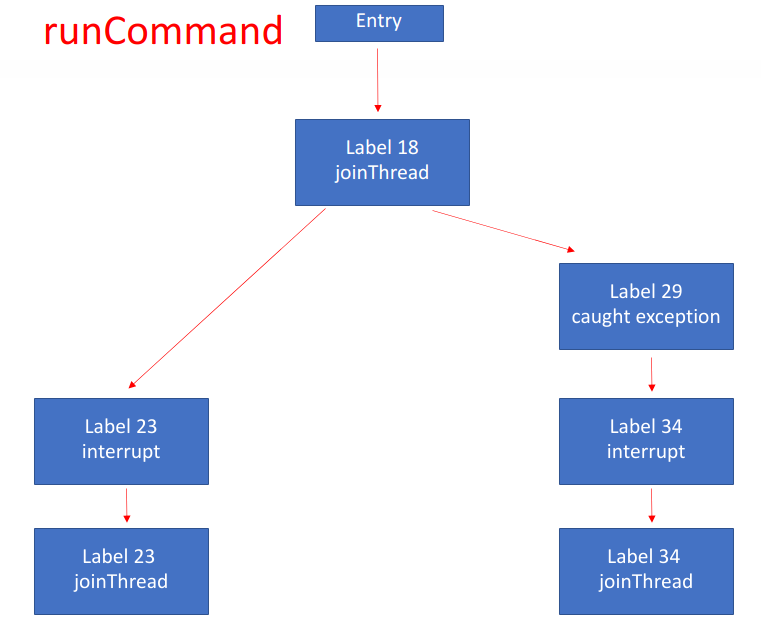 runCommand
Entry
Label 18
joinThread
Label 29
caught exception
Label 23
interrupt
Label 34
interrupt
Label 23
joinThread
Label 34
joinThread